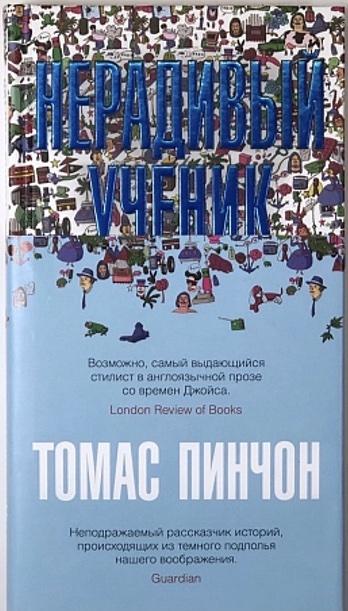 НЕРАДИВЫЙ
УЧЕНИК
Возможно, самый выдающийся
стилист в англоязычной прозе
со времен Джойса.
London Review of Books
ТОМАС ПИНЧОН
Неподражаемый рассказчик историй,
происходящих из темного подполья
нашего воображения.
Guardian